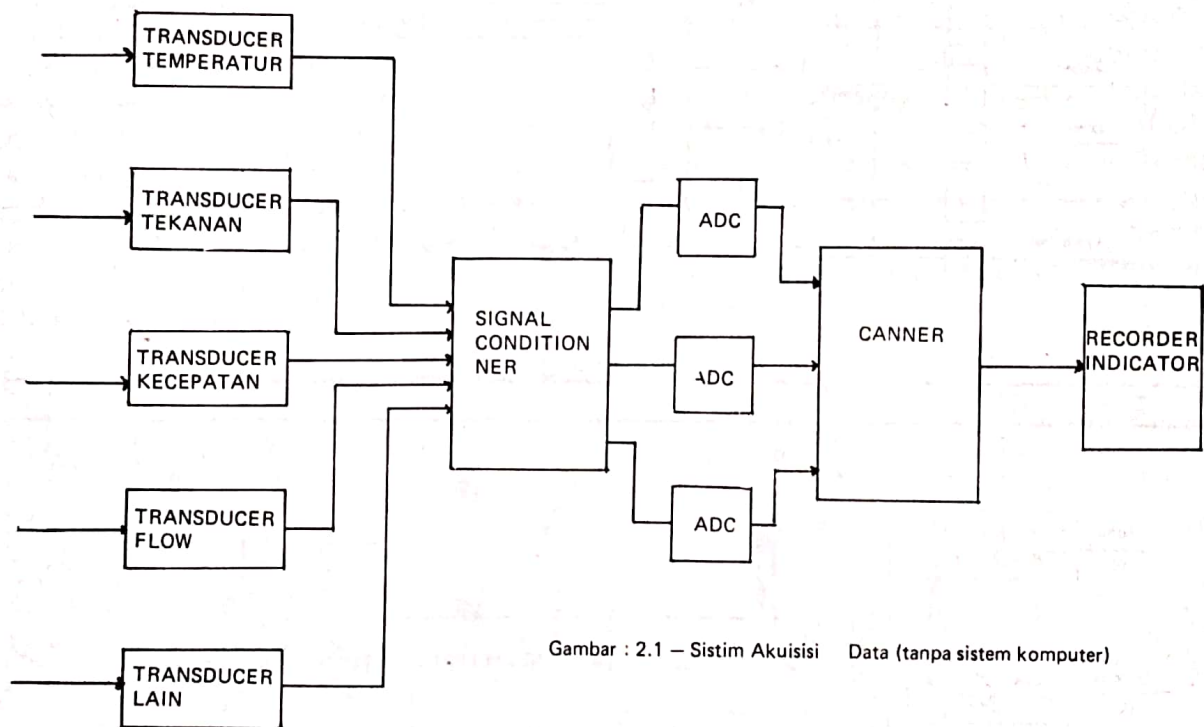 TRANSDUCER
TEMPERATUR
TRANSDUCER
TEKANAN
TRANSDUCER
KECEPATAN
TRANSDUCER
FLOW
TRANSDUCER
LAIN
SIGNAL
CONDITION
NER
ADC
ADC
ADC
CANNER
RECORDER
INDICATOR
Gambar : 2.1 — Sistim Akuisisi Data (tanpa sistem komputer)